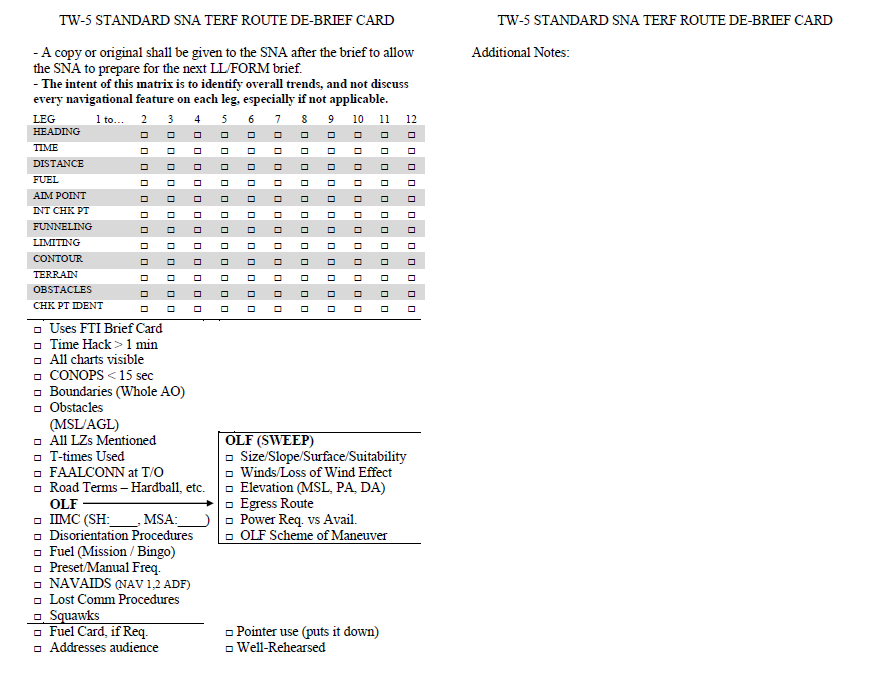 TW-5 STANDARD SNA TERF ROUTE DE-BRIEF CARD
- A copy or original shall be given to the SNA after the brief to allow
the SNA to prepare for the next LL/FORM brief.
- The intent of this matrix is to identify overall trends, and not discuss
every navigational feature on each leg, especially if not applicable.
LEG 1 to… 2 3 4 5 6 7 8 9 10 11 12
HEADING □ □ □ □ □ □ □ □ □ □ □
TIME □ □ □ □ □ □ □ □ □ □ □
DISTANCE □ □ □ □ □ □ □ □ □ □ □
FUEL □ □ □ □ □ □ □ □ □ □ □
AIM POINT □ □ □ □ □ □ □ □ □ □ □
INT CHK PT □ □ □ □ □ □ □ □ □ □ □
FUNNELING □ □ □ □ □ □ □ □ □ □ □
LIMITING □ □ □ □ □ □ □ □ □ □ □
CONTOUR □ □ □ □ □ □ □ □ □ □ □
TERRAIN □ □ □ □ □ □ □ □ □ □ □
OBSTACLES □ □ □ □ □ □ □ □ □ □ □
CHK PT IDENT □ □ □ □ □ □ □ □ □ □ □
□ Uses FTI Brief Card
□ Time Hack > 1 min
□ All charts visible
□ CONOPS < 15 sec
□ Boundaries (Whole AO)
□ Obstacles
(MSL/AGL)
□ All LZs Mentioned
□ T-times Used
□ FAALCONN at T/O
□ Road Terms – Hardball, etc.
OLF
□ IIMC (SH:____, MSA:____)
□ Disorientation Procedures
□ Fuel (Mission / Bingo)
□ Preset/Manual Freq.
□ NAVAIDS (NAV 1,2 ADF)
□ Lost Comm Procedures
□ Squawks
□ Fuel Card, if Req.
□ Addresses audience
OLF (SWEEP)
□ Size/Slope/Surface/Suitability
□ Winds/Loss of Wind Effect
□ Elevation (MSL, PA, DA)
□ Egress Route
□ Power Req. vs Avail.
□ OLF Scheme of Maneuver
□ Pointer use (puts it down)
□ Well-Rehearsed
TW-5 STANDARD SNA TERF ROUTE DE-BRIEF CARD
Additional Notes: